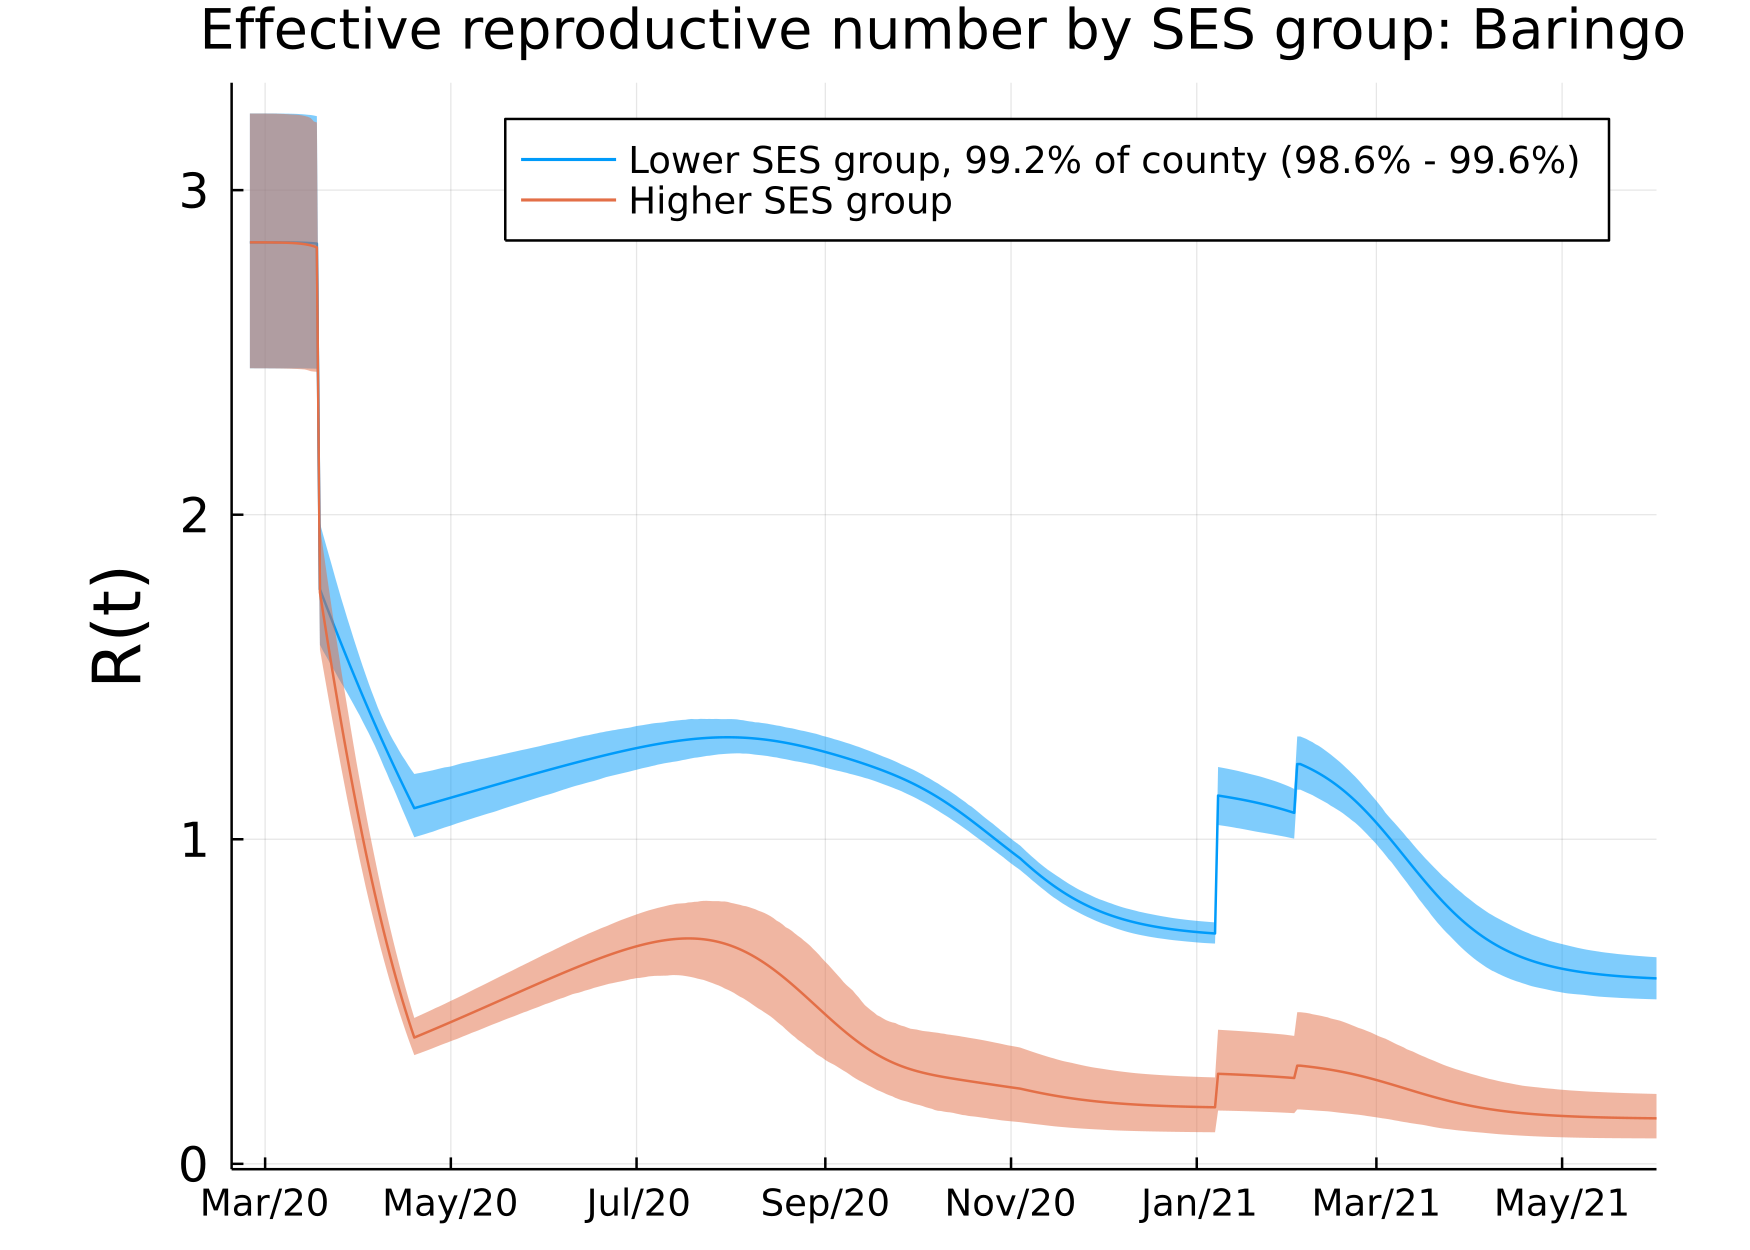 Effective reproductive number by SES group: Baringo
Lower SES group, 99.2% of county (98.6% - 99.6%)
Higher SES group
R(t)
3
2
1
0
Mar/20 May/20 Jul/20 Sep/20 Nov/20 Jan/21 Mar/21 May/21